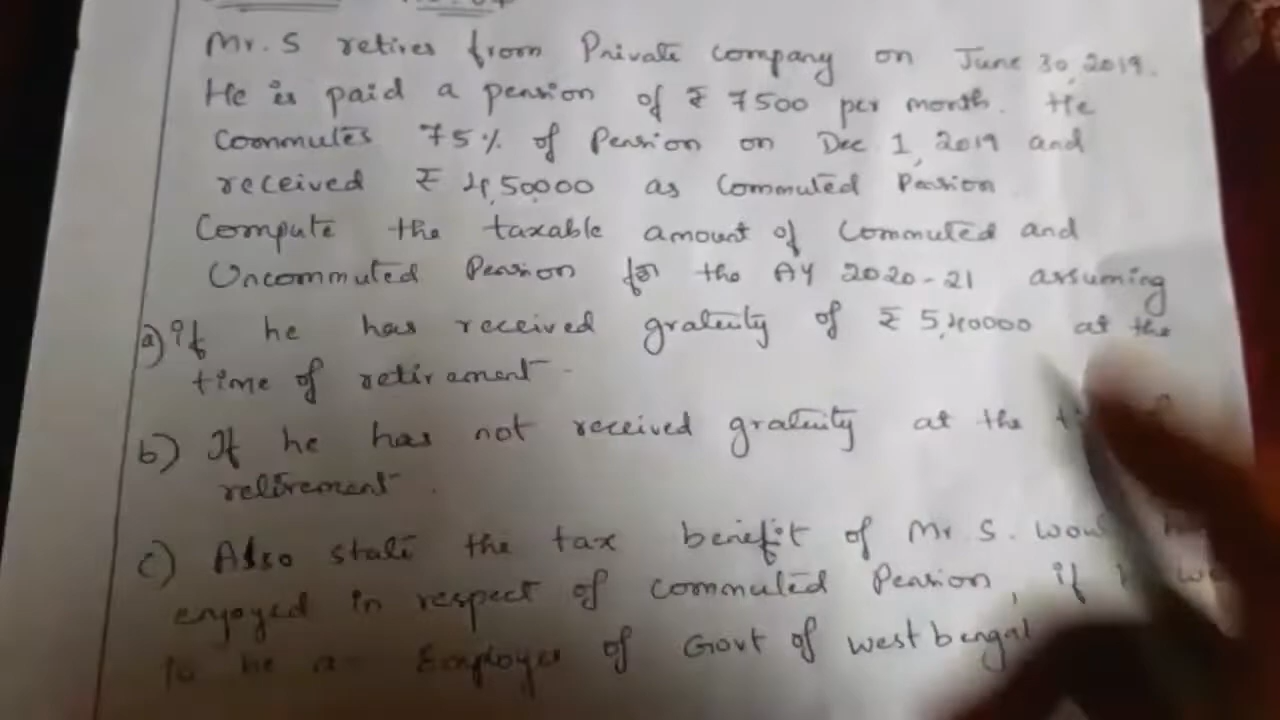 Mr. S retires from Private company on June 30, 2019.
He is paid a pension of ₹ 7500 per month. He
Commutes 75% of Pension on Dec 1, 2019 and
received ₹ 4,50000 as Commuted Pension
Compute the taxable amount of Commuted and
Uncommuted Pension for the AY 2020-21 assuming
a) If he has received gratuity of ₹ 5,40000 at the
time of retirement.
b) If he has not received gratuity at the
retirement.
c) Also state the tax benefit of Mr S.
enjoyed in respect of commuted Pension, if
to be a Employee of Govt of west bengal